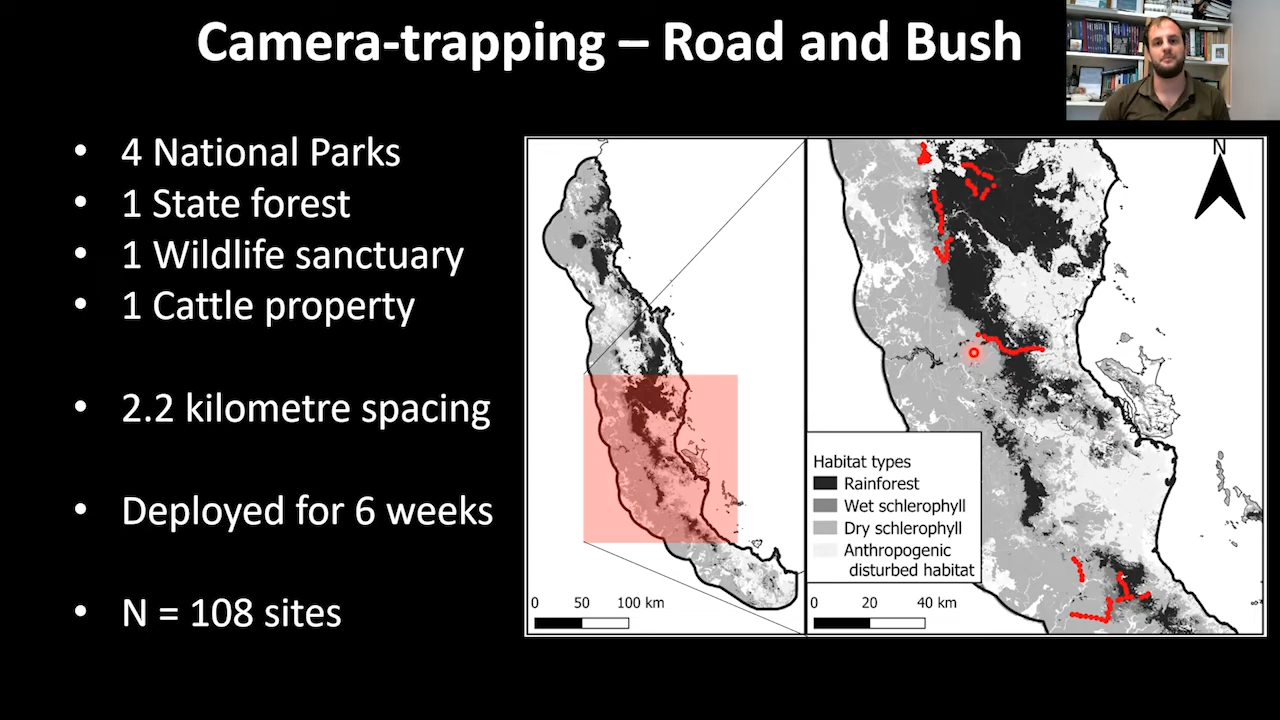 Camera-trapping – Road and Bush
• 4 National Parks
• 1 State forest
• 1 Wildlife sanctuary
• 1 Cattle property
• 2.2 kilometre spacing
• Deployed for 6 weeks
• N = 108 sites
0 50 100 km
N
Habitat types
Rainforest
Wet schlerophyll
Dry schlerophyll
Anthropogenic
disturbed habitat
0 20 40 km